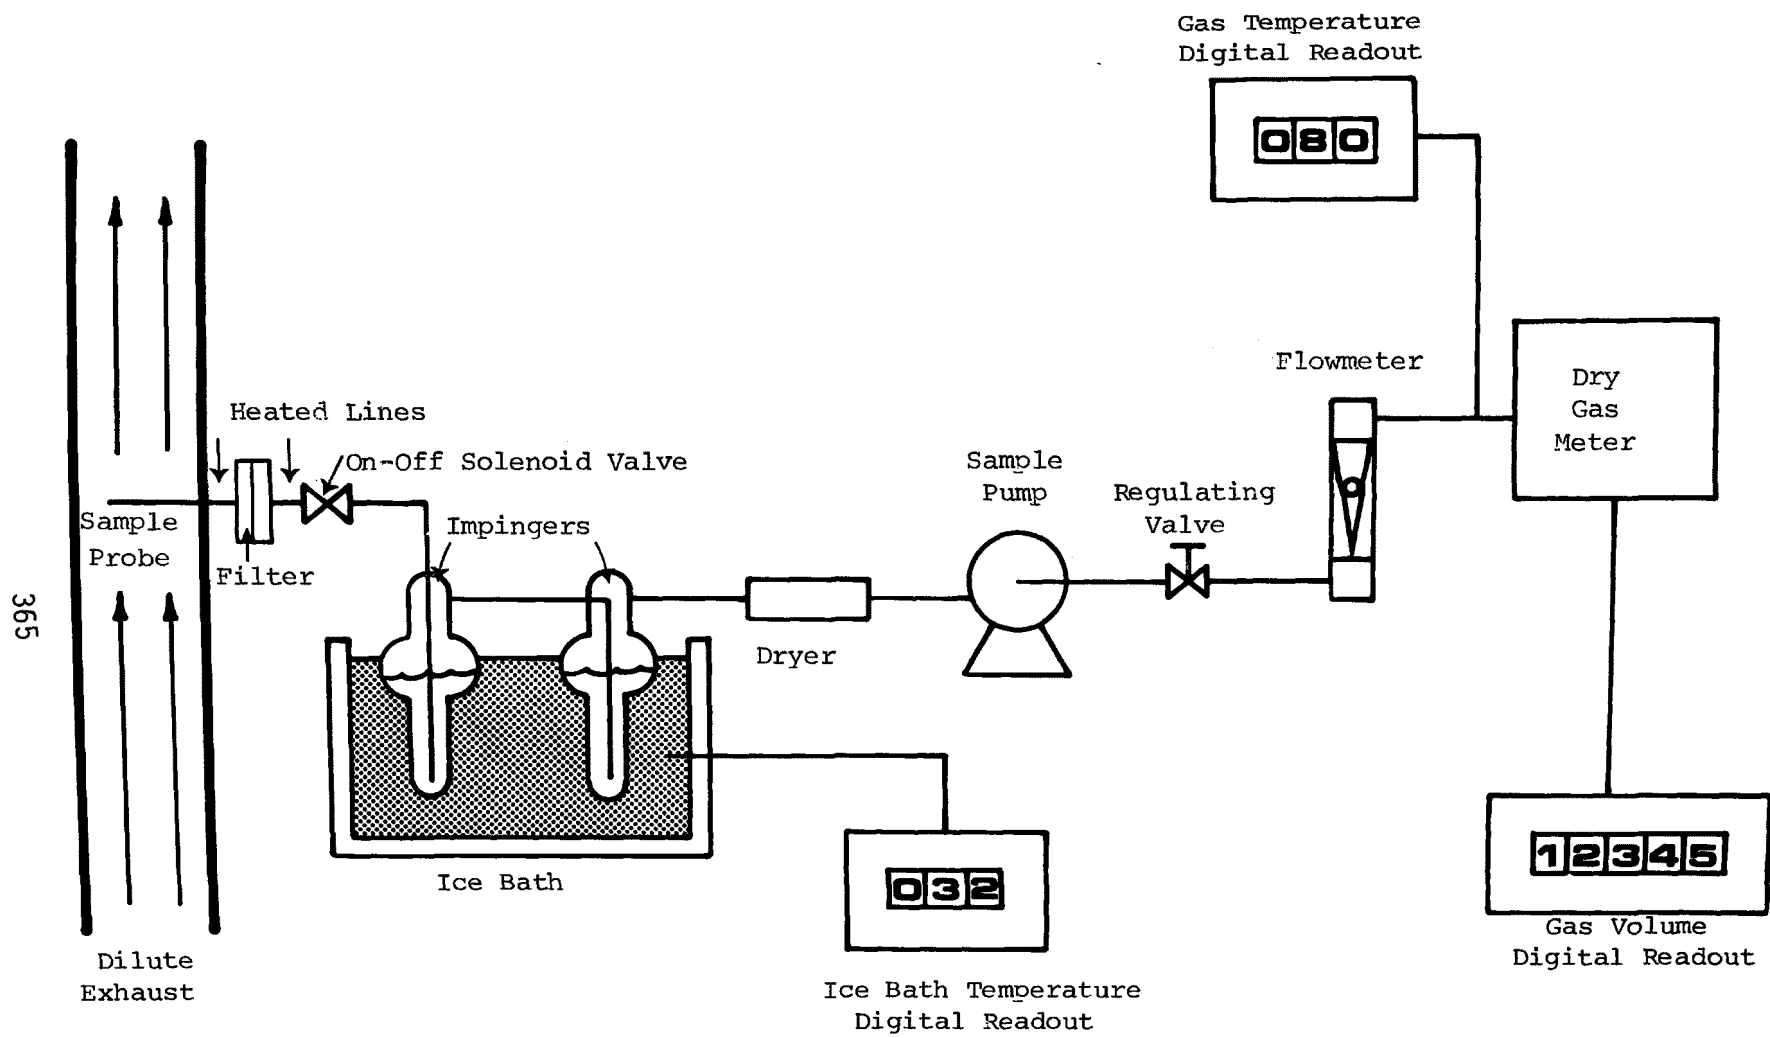 Gas Temperature
Digital Readout
080
Flowmeter
Dry
Gas
Meter
Heated Lines
On-Off Solenoid Valve
Sample
Pump
Regulating
Valve
Sample
Probe
Impingers
Filter
365
Dryer
Ice Bath
032
12345
Gas Volume
Digital Readout
Dilute
Exhaust
Ice Bath Temperature
Digital Readout